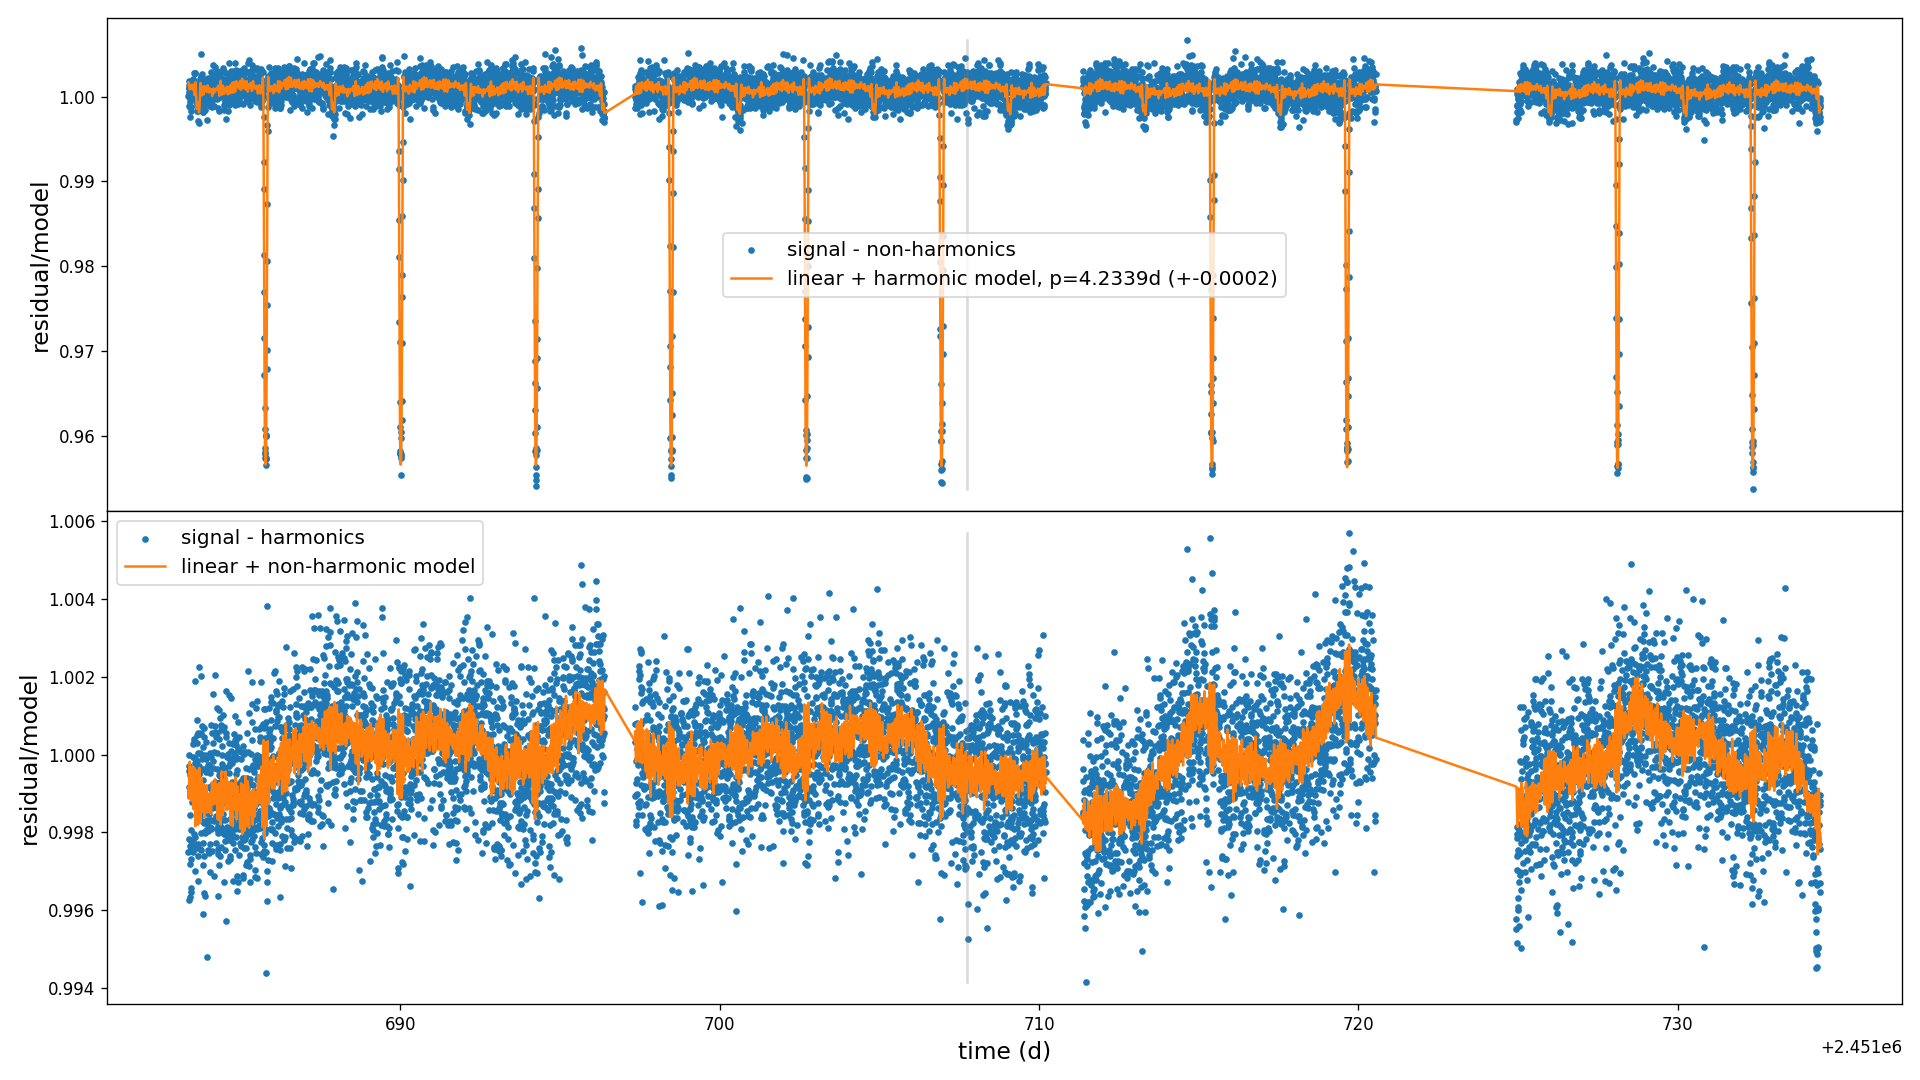 residual/model
1.00
0.99
0.98
0.97
0.96
signal - non-harmonics
linear + harmonic model, p=4.2339d (+-0.0002)
residual/model
1.006
1.004
1.002
1.000
0.998
0.996
0.994
signal - harmonics
linear + non-harmonic model
690
700
710
720
730
time (d)
+2.451e6